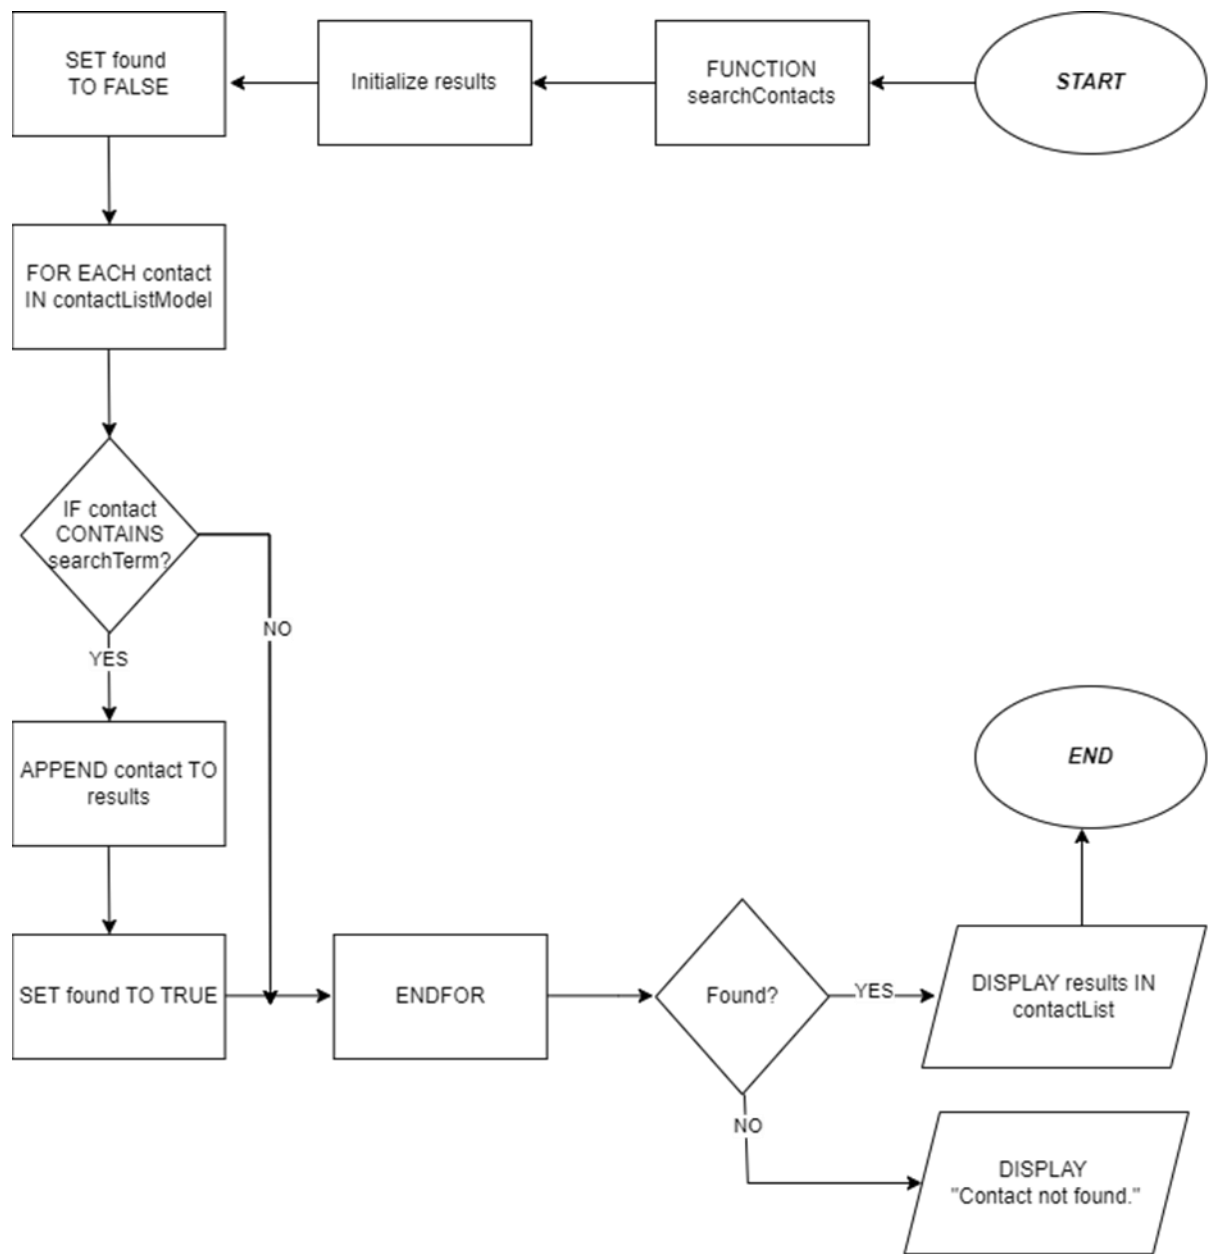 START
FUNCTION
searchContacts
Initialize results
SET found
TO FALSE
FOR EACH contact
IN contactListModel
IF contact
CONTAINS
searchTerm?
NO
YES
APPEND contact TO
results
SET found TO TRUE
ENDFOR
Found?
YES
DISPLAY results IN
contactList
END
NO
DISPLAY
"Contact not found."